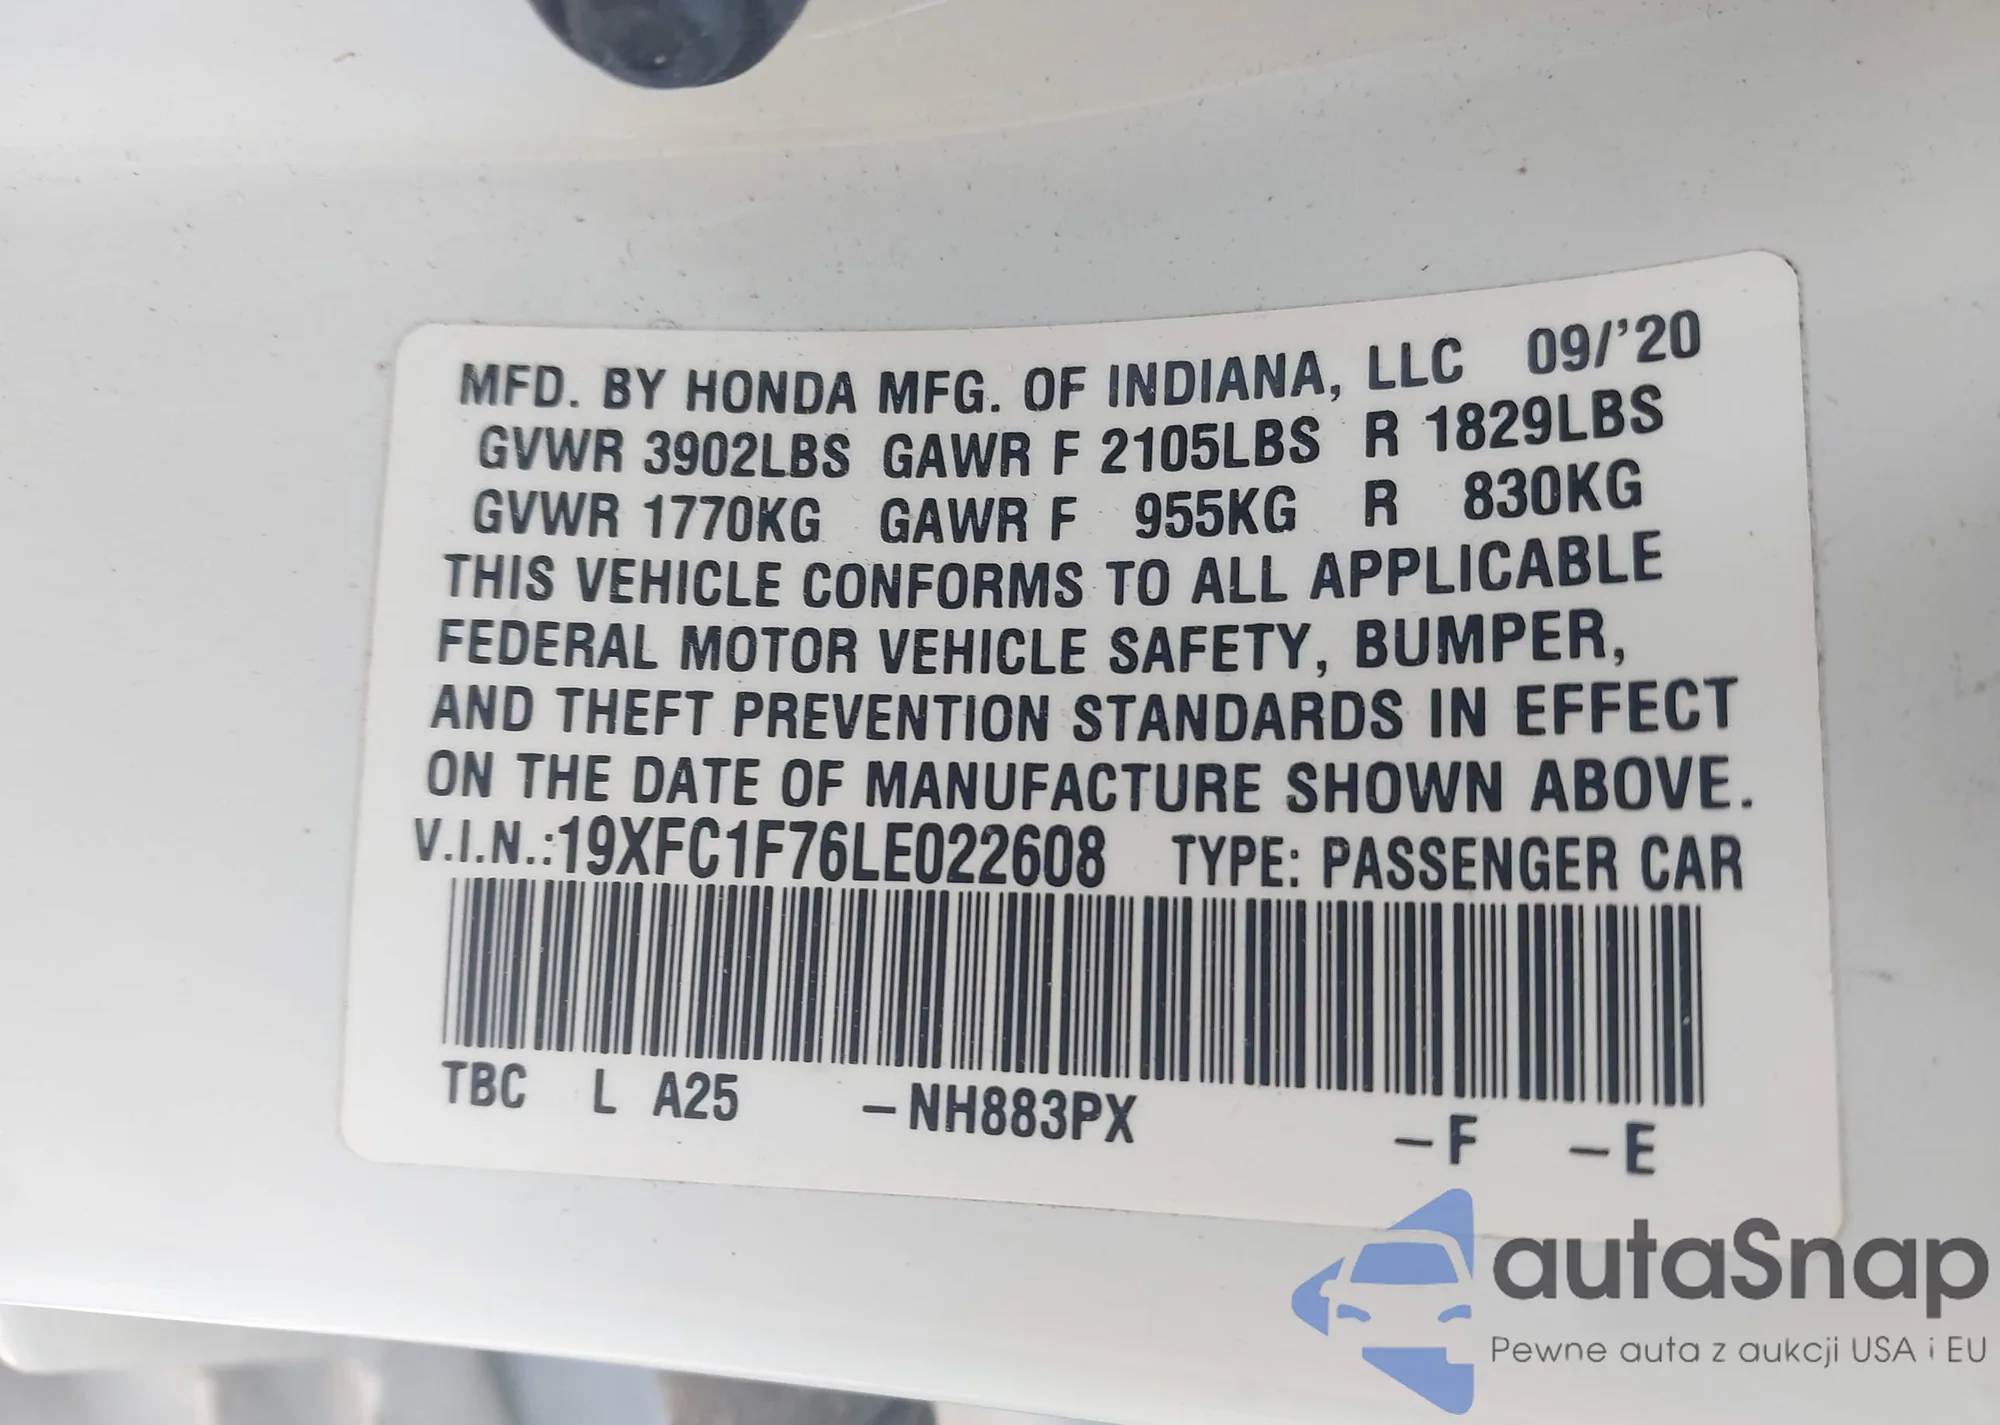 MFD. BY HONDA MFG. OF INDIANA, LLC 09/'20
GVWR 3902LBS GAWR F 2105LBS R 1829LBS
GVWR 1770KG GAWR F 955KG R 830KG
THIS VEHICLE CONFORMS TO ALL APPLICABLE
FEDERAL MOTOR VEHICLE SAFETY, BUMPER,
AND THEFT PREVENTION STANDARDS IN EFFECT
ON THE DATE OF MANUFACTURE SHOWN ABOVE.
V.I.N.:19XFC1F76LE022608 TYPE: PASSENGER CAR
TBC L A25 –NH883PX –F –E
autaSnap
Pewne auta z aukcji USA i EU